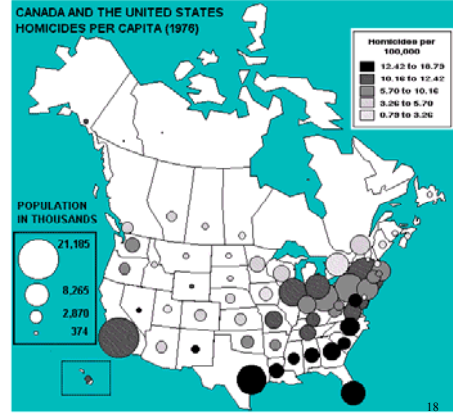 CANADA AND THE UNITED STATES
HOMICIDES PER CAPITA (1976)
Homicides per
100,000
12.42 to 18.79
10.16 to 12.42
5.70 to 10.16
3.26 to 5.70
0.79 to 3.26
POPULATION
IN THOUSANDS
21,185
8,265
2,870
374
18